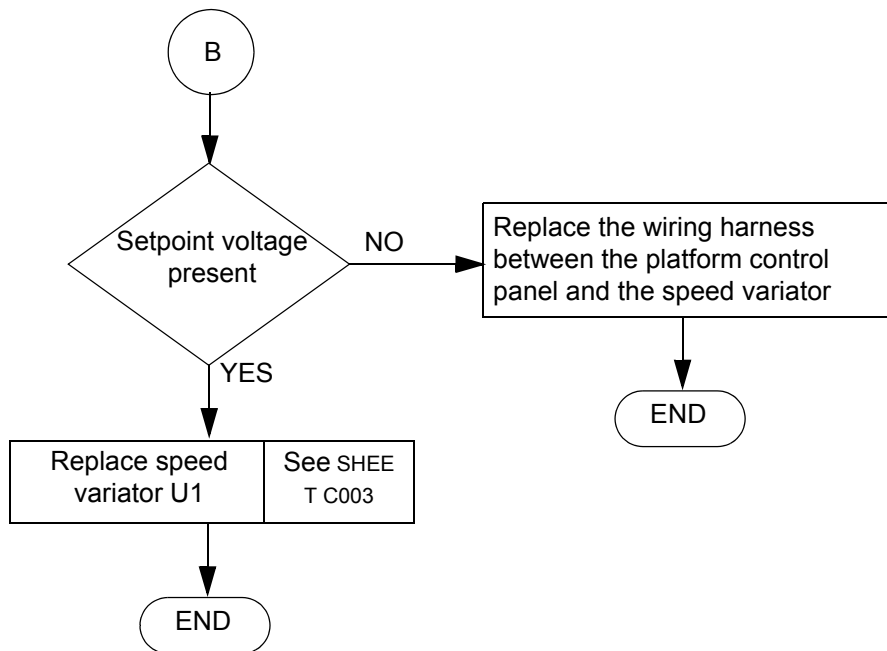 B
Setpoint voltage
present
NO
Replace the wiring harness
between the platform control
panel and the speed variator
YES
END
Replace speed
variator U1
See SHEE
T C003
END